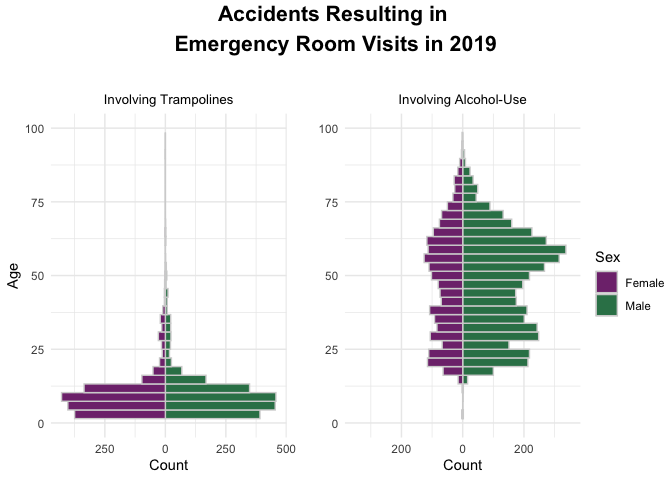 Accidents Resulting in
Emergency Room Visits in 2019
Involving Trampolines
Involving Alcohol-Use
Age
100
75
50
25
0
250
0
250
500
Count
100
75
50
25
0
200
0
200
Count
Sex
Female
Male